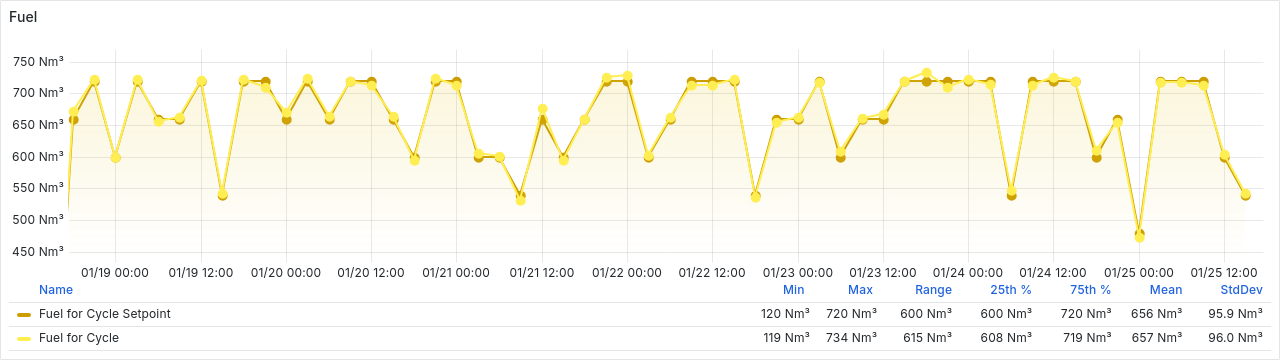 Fuel
750 Nm³
700 Nm³
650 Nm³
600 Nm³
550 Nm³
500 Nm³
450 Nm³
01/19 00:00 01/19 12:00 01/20 00:00 01/20 12:00 01/21 00:00 01/21 12:00 01/22 00:00 01/22 12:00 01/23 00:00 01/23 12:00 01/24 00:00 01/24 12:00 01/25 00:00 01/25 12:00
Name Min Max Range 25th % 75th % Mean StdDev
Fuel for Cycle Setpoint 120 Nm³ 720 Nm³ 600 Nm³ 600 Nm³ 720 Nm³ 656 Nm³ 95.9 Nm³
Fuel for Cycle 119 Nm³ 734 Nm³ 615 Nm³ 608 Nm³ 719 Nm³ 657 Nm³ 96.0 Nm³